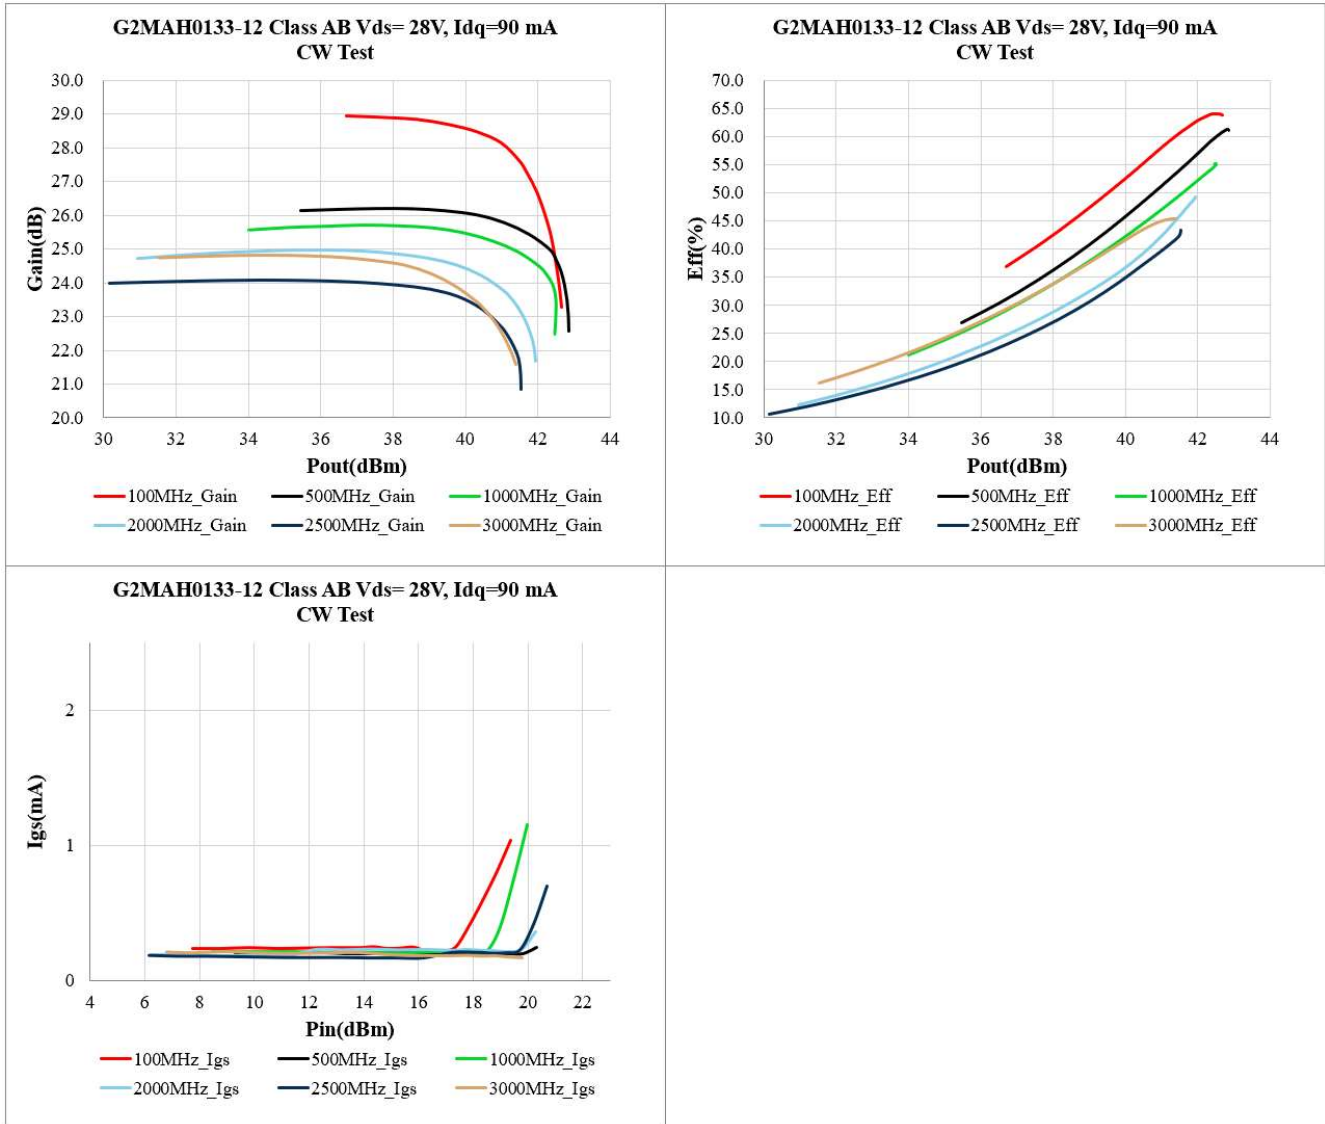 G2MAH0133-12 Class AB Vds= 28V, Idq=90 mA
CW Test
30.0
29.0
28.0
27.0
26.0
25.0
24.0
23.0
22.0
21.0
20.0
Gain(dB)
30 32 34 36 38 40 42 44
Pout(dBm)
100MHz_Gain 500MHz_Gain 1000MHz_Gain
2000MHz_Gain 2500MHz_Gain 3000MHz_Gain
G2MAH0133-12 Class AB Vds= 28V, Idq=90 mA
CW Test
70.0
65.0
60.0
55.0
50.0
45.0
40.0
35.0
30.0
25.0
20.0
15.0
10.0
Eff(%)
30 32 34 36 38 40 42 44
Pout(dBm)
100MHz_Eff 500MHz_Eff 1000MHz_Eff
2000MHz_Eff 2500MHz_Eff 3000MHz_Eff
G2MAH0133-12 Class AB Vds= 28V, Idq=90 mA
CW Test
2
1
0
Igs(mA)
4 6 8 10 12 14 16 18 20 22
Pin(dBm)
100MHz_Igs 500MHz_Igs 1000MHz_Igs
2000MHz_Igs 2500MHz_Igs 3000MHz_Igs